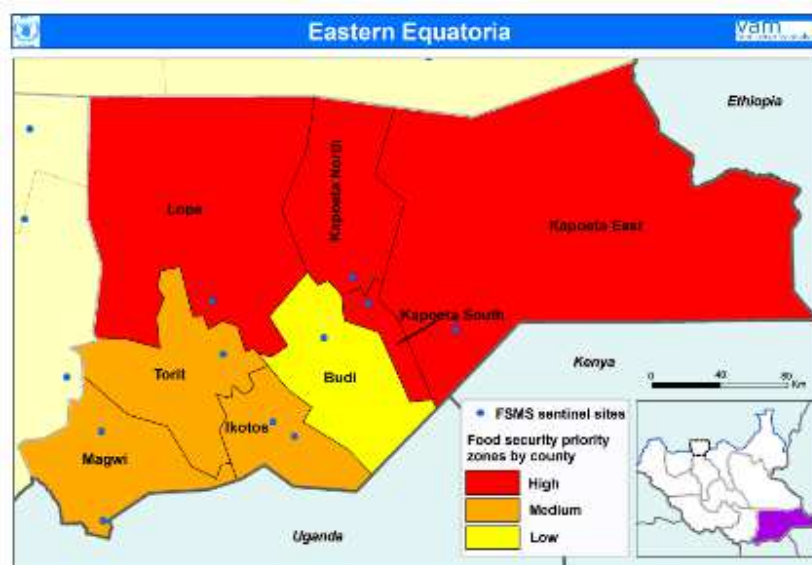 Eastern Equatoria
vam
Ethiopia
Lopa
Kapoeta North
Kapoeta East
Kapoeta South
Kenya
Torit
Budi
Ikotos
Magwi
Uganda
0 40 80
Km
FSMS sentinel sites
Food security priority
zones by county
High
Medium
Low